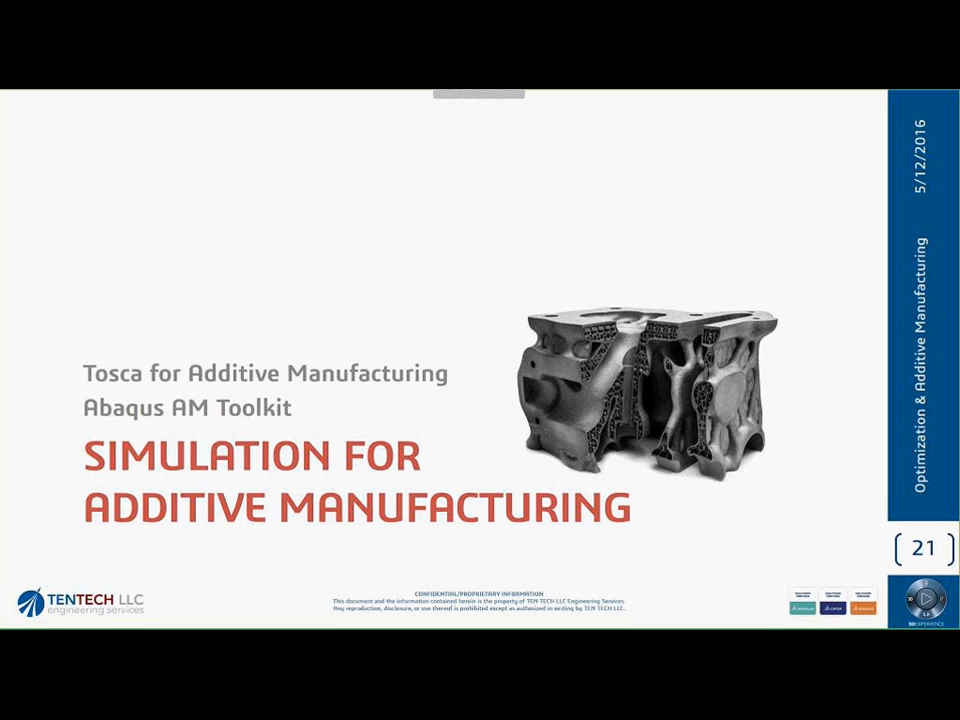 Tosca for Additive Manufacturing
Abaqus AM Toolkit
SIMULATION FOR
ADDITIVE MANUFACTURING
5/12/2016
Optimization & Additive Manufacturing
21
TENTECH LLC
engineering services
CONFIDENTIAL/PROPRIETARY INFORMATION
This document and the information contained herein is the property of TEN TECH LLC Engineering Services.
Any reproduction, disclosure, or use thereof is prohibited except as authorized in writing by TEN TECH LLC.
3DEXPERIENCE